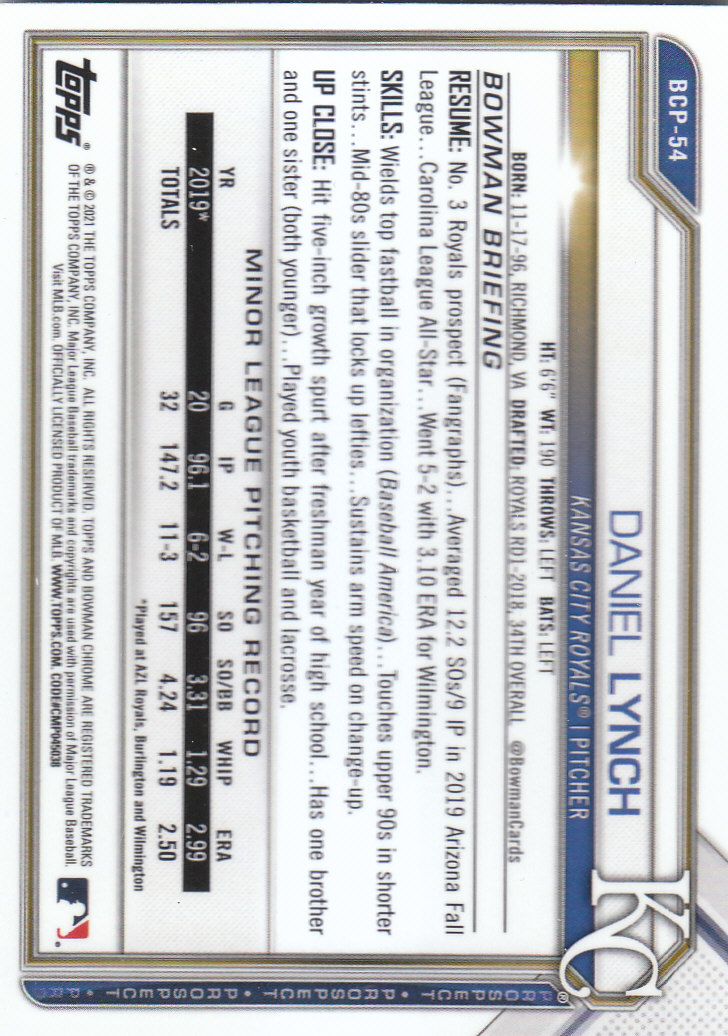 BCP-54
DANIEL LYNCH
KANSAS CITY ROYALS® | PITCHER
KC
®
HT: 6'6" WT: 190 THROWS: LEFT BATS: LEFT
BORN: 11-17-96, RICHMOND, VA DRAFTED: ROYALS RD1-2018, 34TH OVERALL @BowmanCards
BOWMAN BRIEFING
RESUME: No. 3 Royals prospect (Fangraphs)...Averaged 12.2 SOs/9 IP in 2019 Arizona Fall
League...Carolina League All-Star...Went 5-2 with 3.10 ERA for Wilmington.
SKILLS: Wields top fastball in organization (Baseball America)...Touches upper 90s in shorter
stints...Mid-80s slider that locks up lefties...Sustains arm speed on change-up.
UP CLOSE: Hit five-inch growth spurt after freshman year of high school...Has one brother
and one sister (both younger)...Played youth basketball and lacrosse.
MINOR LEAGUE PITCHING RECORD
YR G IP W-L SO SO/BB WHIP ERA
2019* 20 96.1 6-2 96 3.31 1.29 2.99
TOTALS 32 147.2 11-3 157 4.24 1.19 2.50
*Played at AZL Royals, Burlington and Wilmington
topps®
® & © 2021 THE TOPPS COMPANY, INC. ALL RIGHTS RESERVED. TOPPS AND BOWMAN CHROME ARE REGISTERED TRADEMARKS
OF THE TOPPS COMPANY, INC. Major League Baseball trademarks and copyrights are used with permission of Major League Baseball.
Visit MLB.com. OFFICIALLY LICENSED PRODUCT OF MLB. WWW.TOPPS.COM. CODE#CMP045038
®
PROSPECT • PROSPECT • PROSPECT • PR